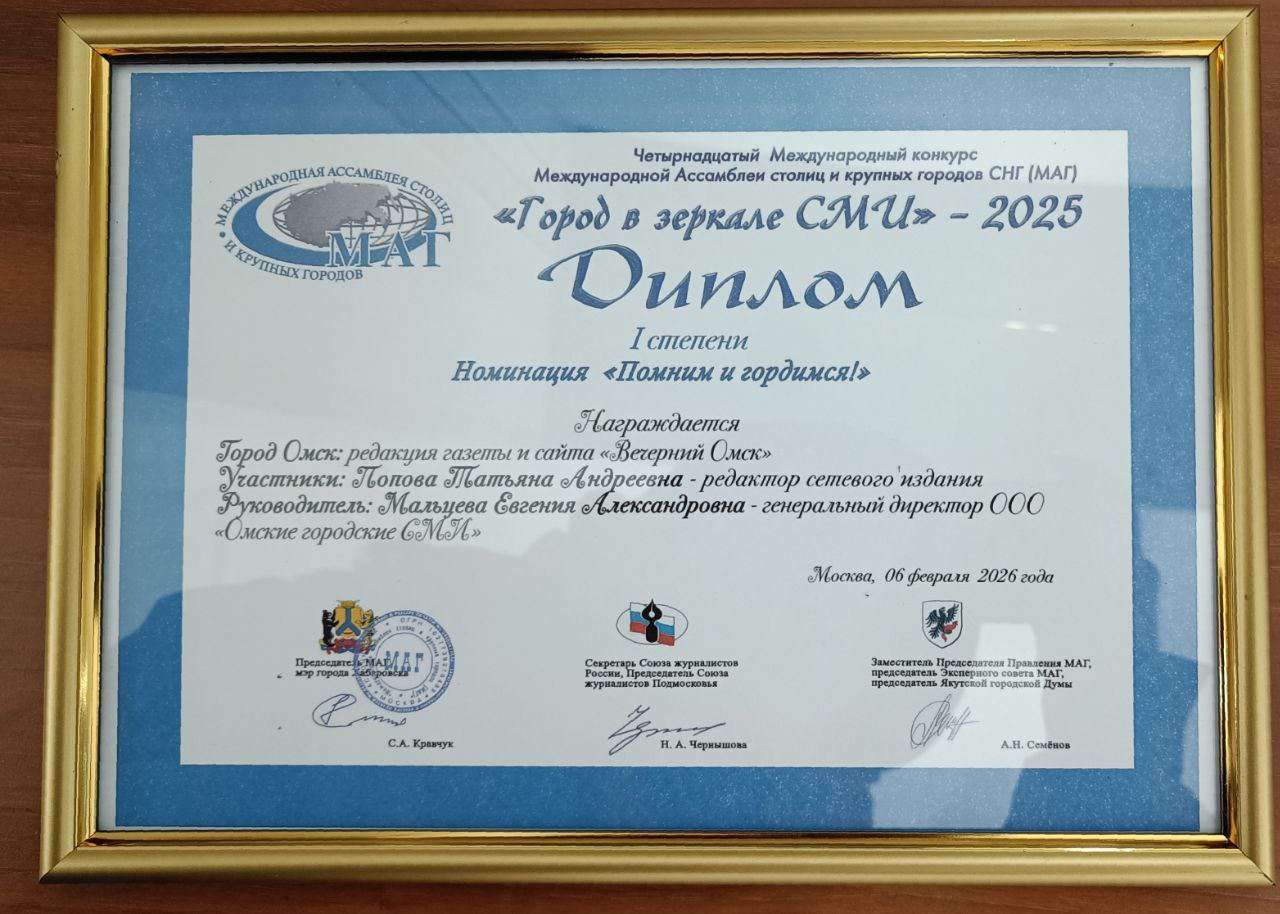 Четырнадцатый Международный конкурс
Международной Ассамблеи столиц и крупных городов СНГ (МАГ)
«Город в зеркале СМИ» – 2025
МЕЖДУНАРОДНАЯ АССАМБЛЕЯ СТОЛИЦ
И КРУПНЫХ ГОРОДОВ
МАГ
Диплом
I степени
Номинация «Помним и гордимся!»
Награждается
Город Омск: редакция газеты и сайта «Вечерний Омск»
Участники: Попова Татьяна Андреевна - редактор сетевого издания
Руководитель: Мальцева Евгения Александровна - генеральный директор ООО
«Омские городские СМИ»
Москва, 06 февраля 2026 года
Председатель МАГ,
мэр города Хабаровска
МАГ
МОСКВА
С.А. Кравчук
Секретарь Союза журналистов
России, Председатель Союза
журналистов Подмосковья
Н. А. Чернышова
Заместитель Председателя Правления МАГ,
председатель Эксперного совета МАГ,
председатель Якутской городской Думы
А.Н. Семёнов